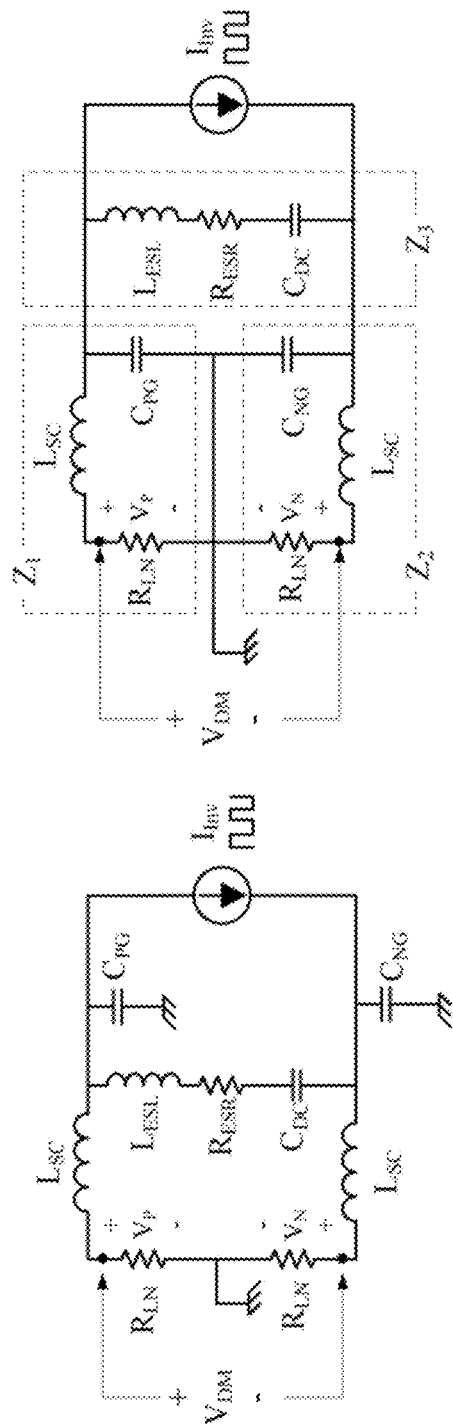 V_DM
+
-
R_LN
R_LN
+
V_P
-
-
V_N
+
L_SC
L_SC
L_ESL
R_ESR
C_DC
C_PG
C_NG
I_Inv
V_DM
+
-
Z_1
Z_2
R_LN
R_LN
+
V_P
-
-
V_N
+
L_SC
L_SC
C_PG
C_NG
L_ESL
R_ESR
C_DC
Z_3
I_Inv